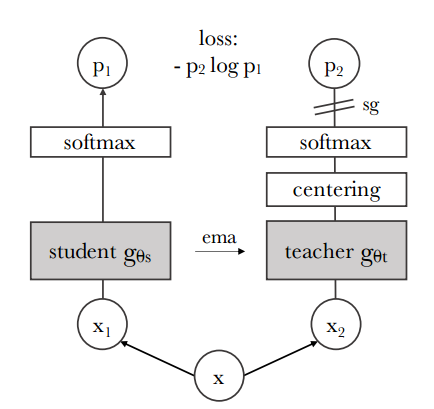 loss:
p₁
- p₂ log p₁
p₂
sg
softmax
softmax
centering
ema
student gθs
teacher gθt
x₁
x₂
x